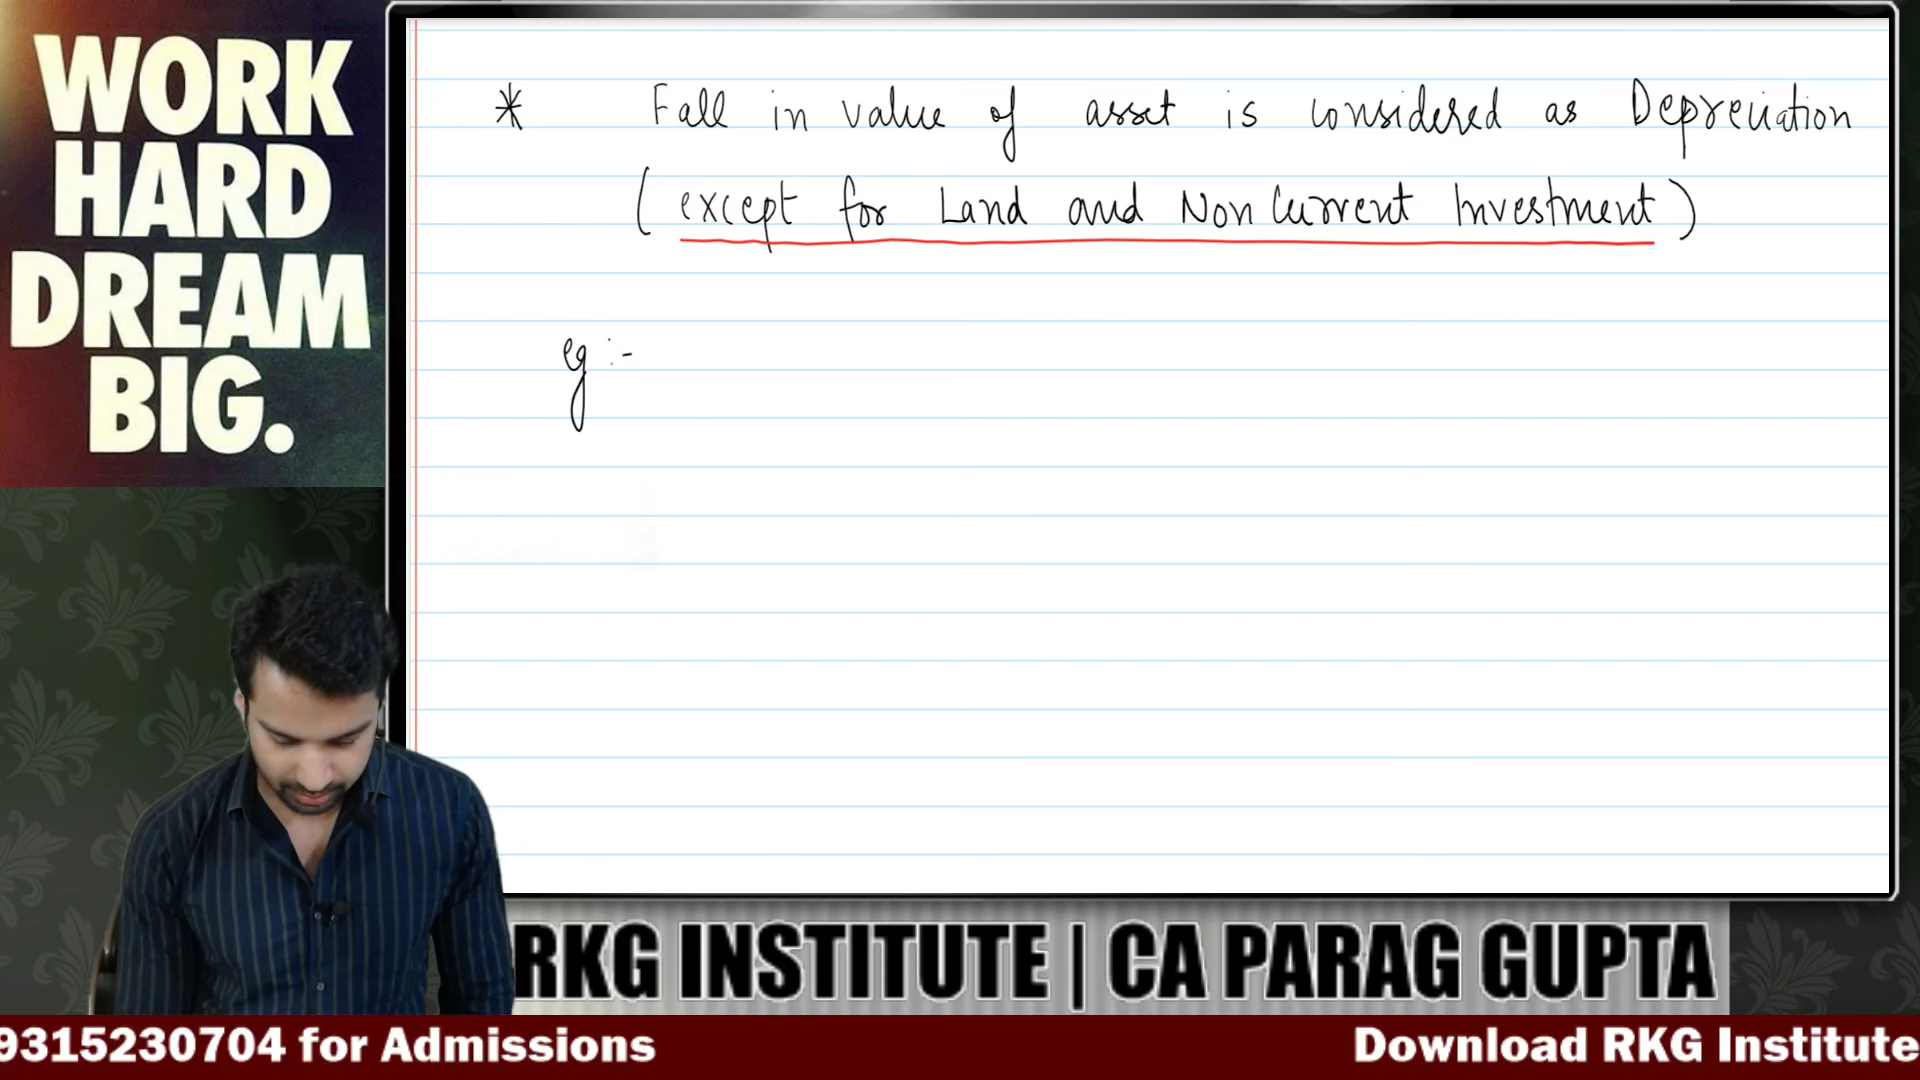 WORK
HARD
DREAM
BIG.
* Fall in value of asset is considered as Depreciation
(except for Land and Non Current Investment)
eg :-
RKG INSTITUTE | CA PARAG GUPTA
9315230704 for Admissions
Download RKG Institute